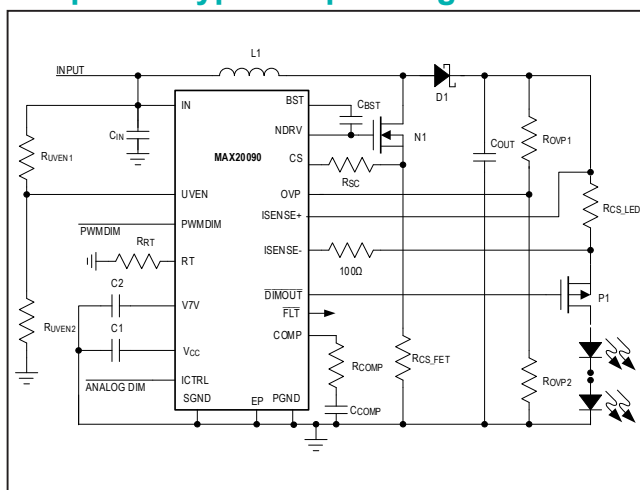 L1
INPUT
D1
IN
BST
CBST
CIN
NDRV
N1
RUVEN1
MAX20090
CS
COUT
ROVP1
RSC
UVEN
OVP
ISENSE+
RCS_LED
PWMDIM
PWMDIM
RRT
ISENSE-
RT
100Ω
C2
DIMOUT
P1
V7V
FLT
C1
COMP
RUVEN2
VCC
RCOMP
RCS_FET
ROVP2
ICTRL
ANALOG DIM
SGND
EP
PGND
CCOMP